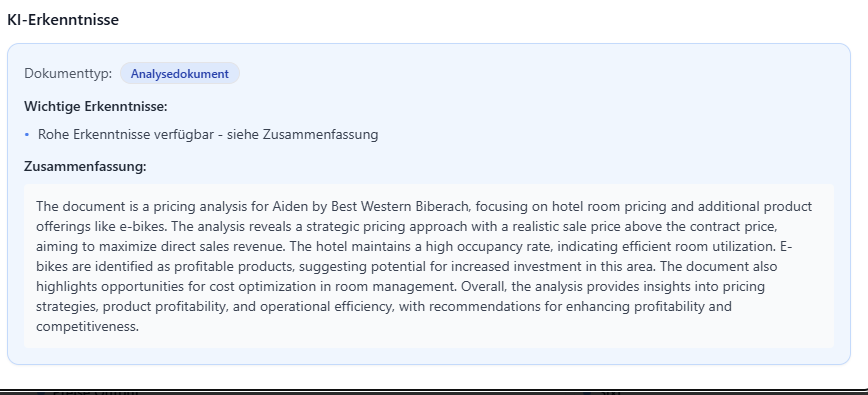 KI-Erkenntnisse
Dokumenttyp: Analysedokument
Wichtige Erkenntnisse:
• Rohe Erkenntnisse verfügbar - siehe Zusammenfassung
Zusammenfassung:
The document is a pricing analysis for Aiden by Best Western Biberach, focusing on hotel room pricing and additional product
offerings like e-bikes. The analysis reveals a strategic pricing approach with a realistic sale price above the contract price,
aiming to maximize direct sales revenue. The hotel maintains a high occupancy rate, indicating efficient room utilization. E-
bikes are identified as profitable products, suggesting potential for increased investment in this area. The document also
highlights opportunities for cost optimization in room management. Overall, the analysis provides insights into pricing
strategies, product profitability, and operational efficiency, with recommendations for enhancing profitability and
competitiveness.